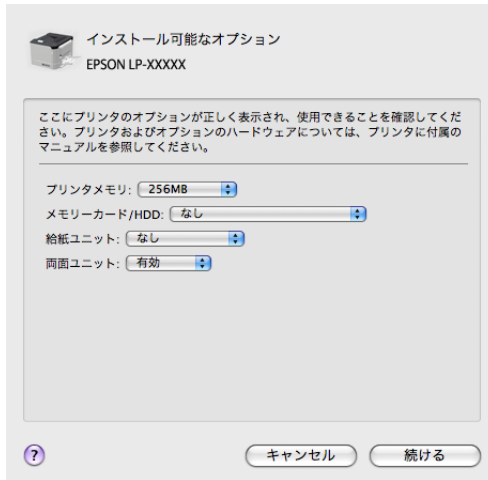 インストール可能なオプション
EPSON LP-XXXXX
ここにプリンタのオプションが正しく表示され、使用できることを確認してくだ
さい。プリンタおよびオプションのハードウェアについては、プリンタに付属の
マニュアルを参照してください。
プリンタメモリ: 256MB
メモリーカード/HDD: なし
給紙ユニット: なし
両面ユニット: 有効
? キャンセル 続ける